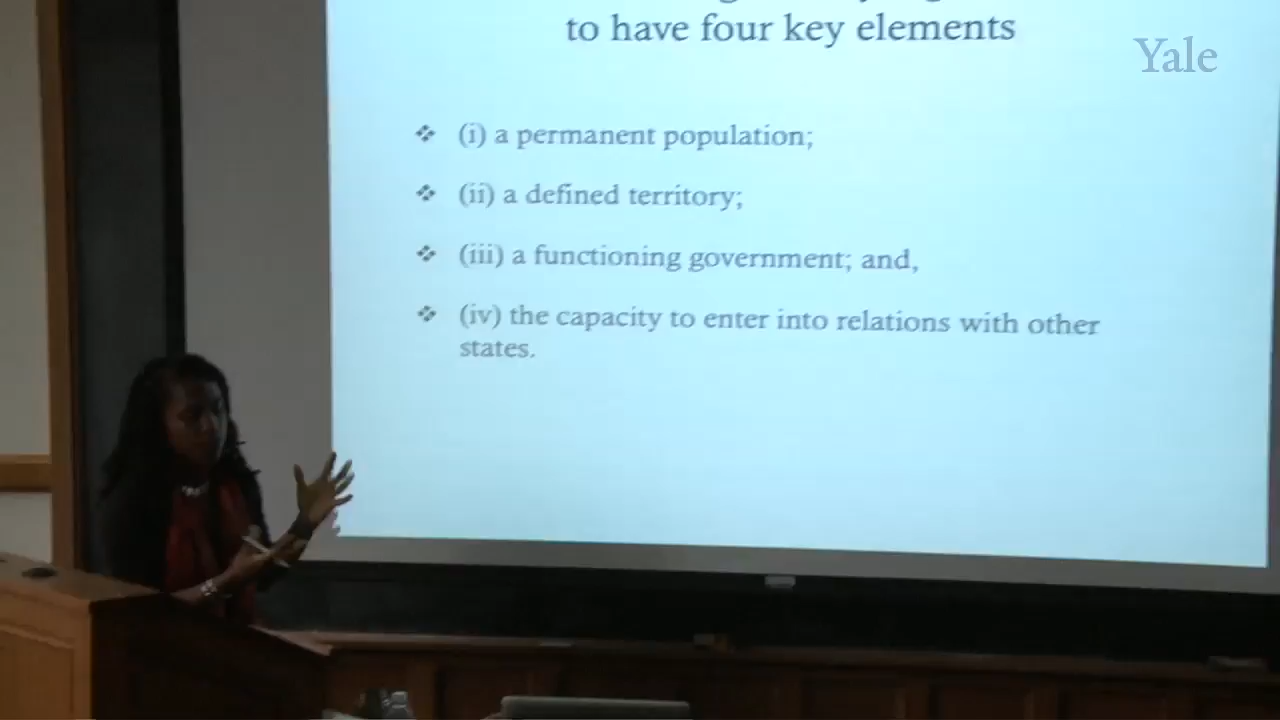 to have four key elements
Yale
(i) a permanent population;
(ii) a defined territory;
(iii) a functioning government; and,
(iv) the capacity to enter into relations with other
states.